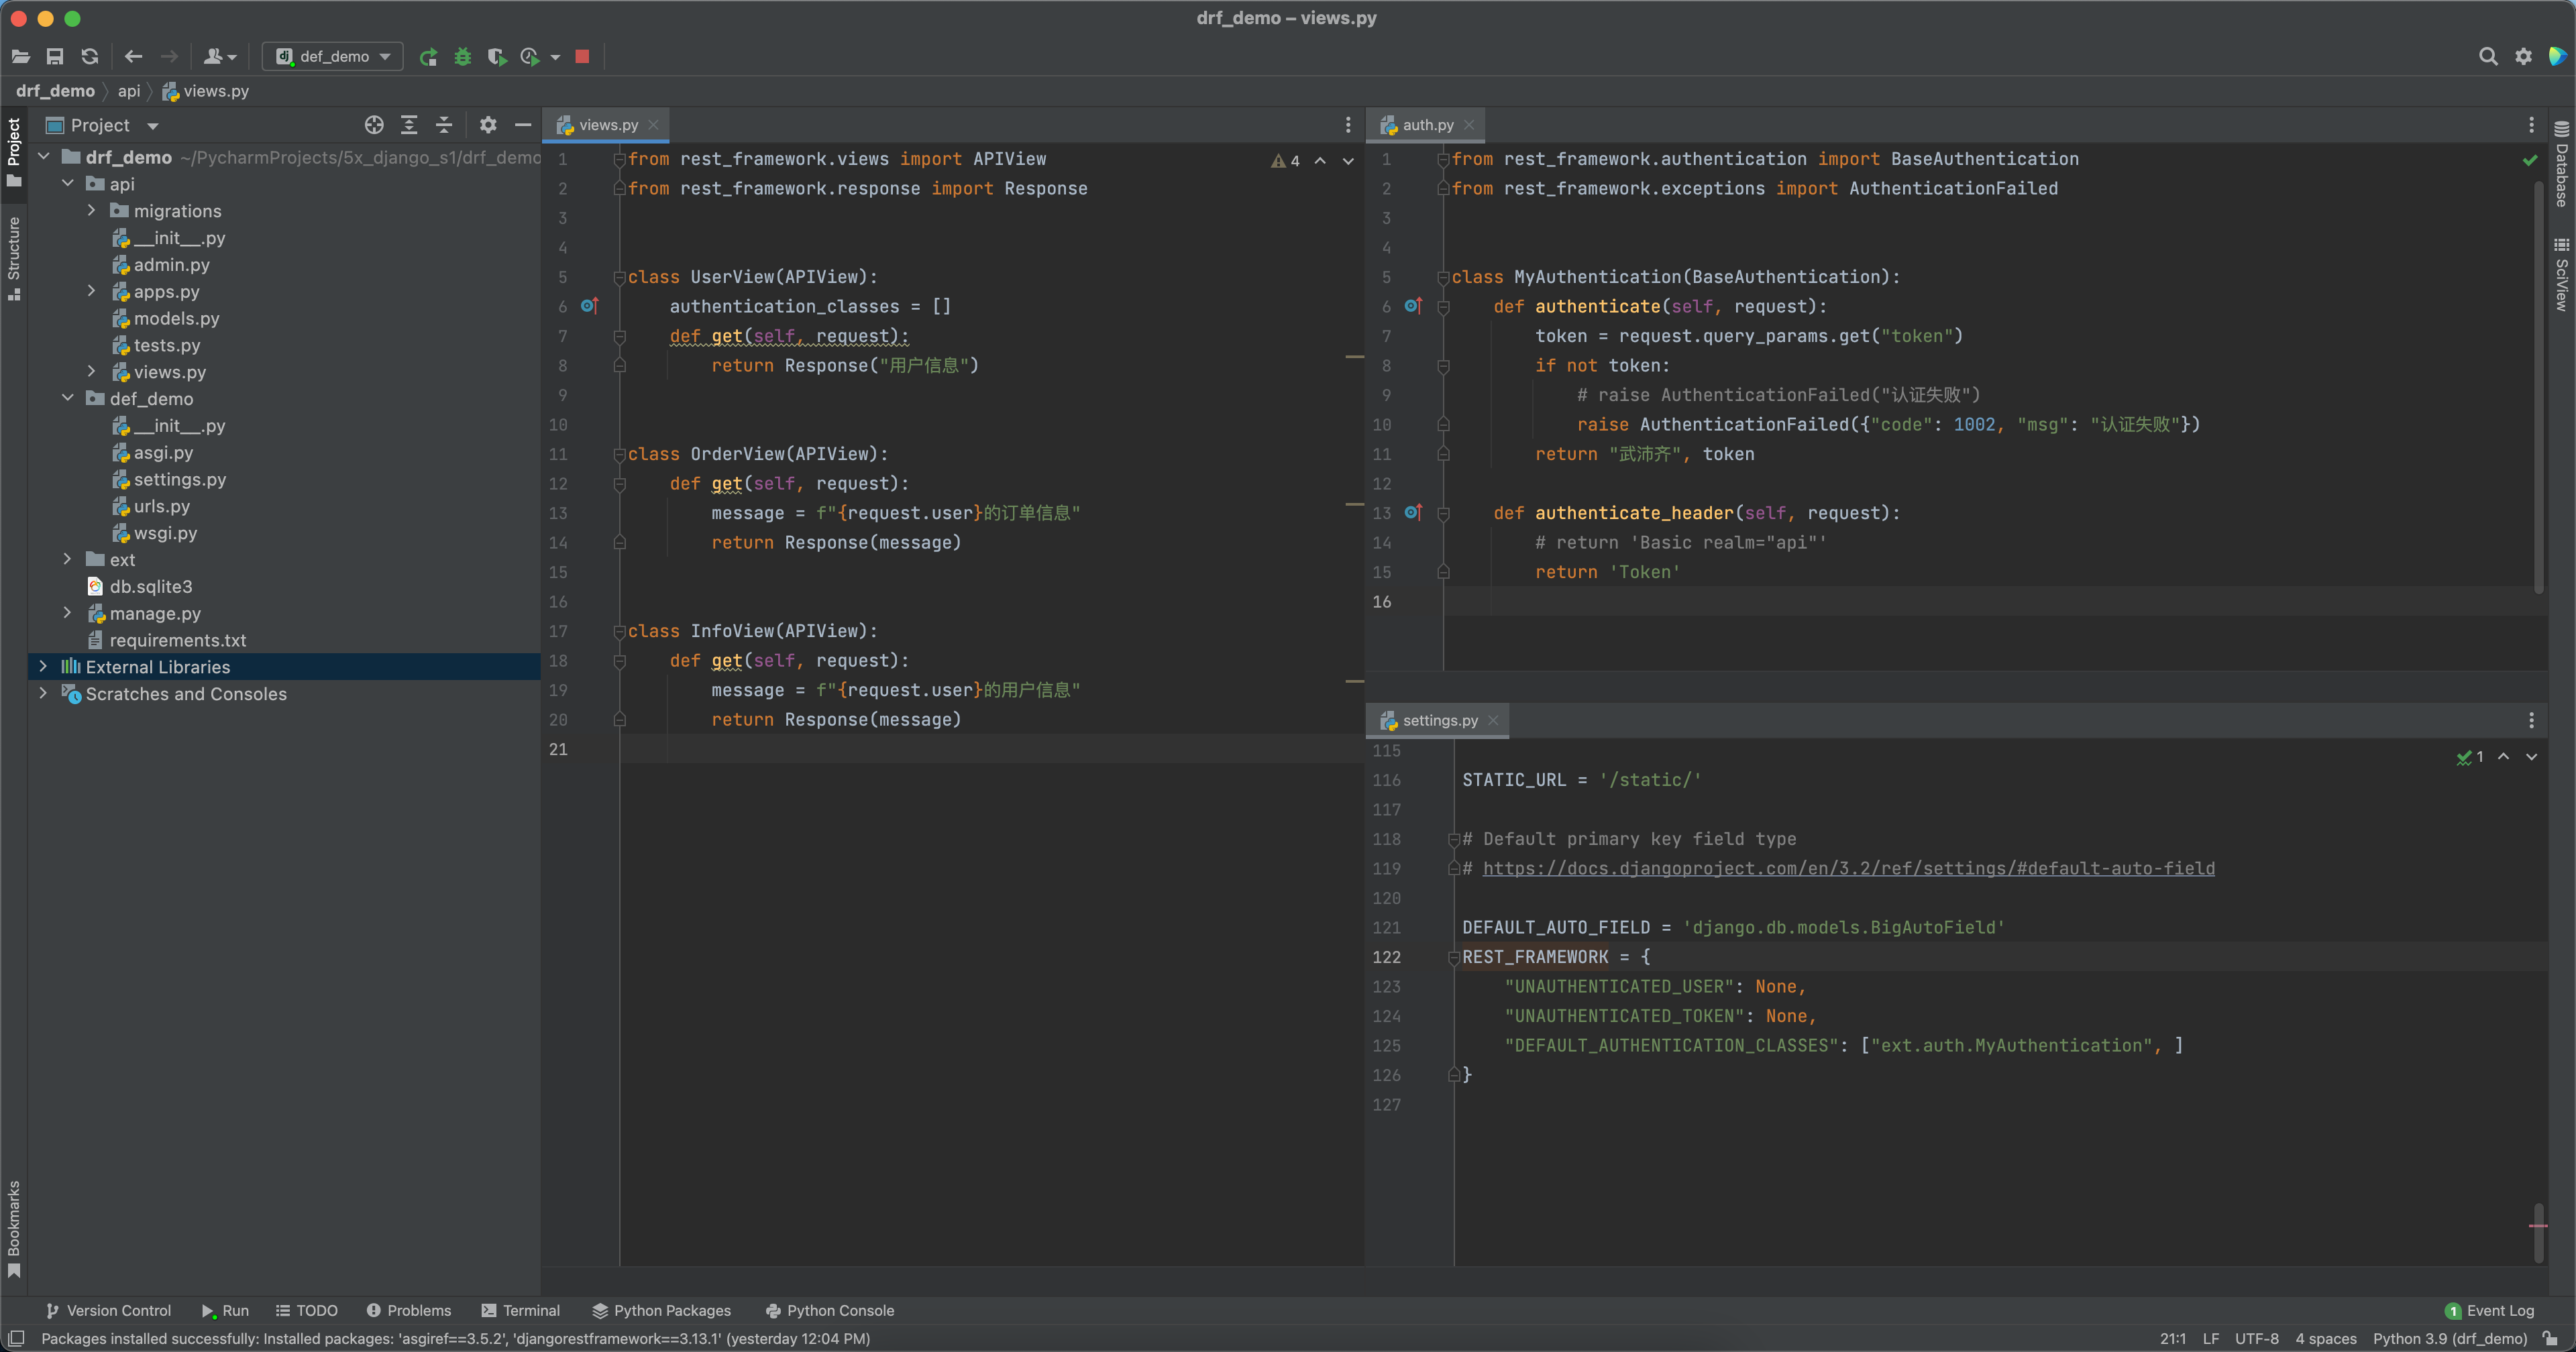 drf_demo – views.py
def_demo
drf_demo
api
views.py
Project
drf_demo ~/PycharmProjects/5x_django_s1/drf_demo
api
migrations
__init__.py
admin.py
apps.py
models.py
tests.py
views.py
def_demo
__init__.py
asgi.py
settings.py
urls.py
wsgi.py
ext
db.sqlite3
manage.py
requirements.txt
External Libraries
Scratches and Consoles
Project
Structure
Bookmarks
views.py
4
1 from rest_framework.views import APIView
2 from rest_framework.response import Response
3
4
5 class UserView(APIView):
6     authentication_classes = []
7     def get(self, request):
8         return Response("用户信息")
9
10
11 class OrderView(APIView):
12     def get(self, request):
13         message = f"{request.user}的订单信息"
14         return Response(message)
15
16
17 class InfoView(APIView):
18     def get(self, request):
19         message = f"{request.user}的用户信息"
20         return Response(message)
21
auth.py
1 from rest_framework.authentication import BaseAuthentication
2 from rest_framework.exceptions import AuthenticationFailed
3
4
5 class MyAuthentication(BaseAuthentication):
6     def authenticate(self, request):
7         token = request.query_params.get("token")
8         if not token:
9             # raise AuthenticationFailed("认证失败")
10             raise AuthenticationFailed({"code": 1002, "msg": "认证失败"})
11         return "武沛齐", token
12
13     def authenticate_header(self, request):
14         # return 'Basic realm="api"'
15         return 'Token'
16
settings.py
1
115
116 STATIC_URL = '/static/'
117
118 # Default primary key field type
119 # https://docs.djangoproject.com/en/3.2/ref/settings/#default-auto-field
120
121 DEFAULT_AUTO_FIELD = 'django.db.models.BigAutoField'
122 REST_FRAMEWORK = {
123     "UNAUTHENTICATED_USER": None,
124     "UNAUTHENTICATED_TOKEN": None,
125     "DEFAULT_AUTHENTICATION_CLASSES": ["ext.auth.MyAuthentication", ]
126 }
127
Database
SciView
Version Control
Run
TODO
Problems
Terminal
Python Packages
Python Console
1 Event Log
Packages installed successfully: Installed packages: 'asgiref==3.5.2', 'djangorestframework==3.13.1' (yesterday 12:04 PM)
21:1
LF
UTF-8
4 spaces
Python 3.9 (drf_demo)